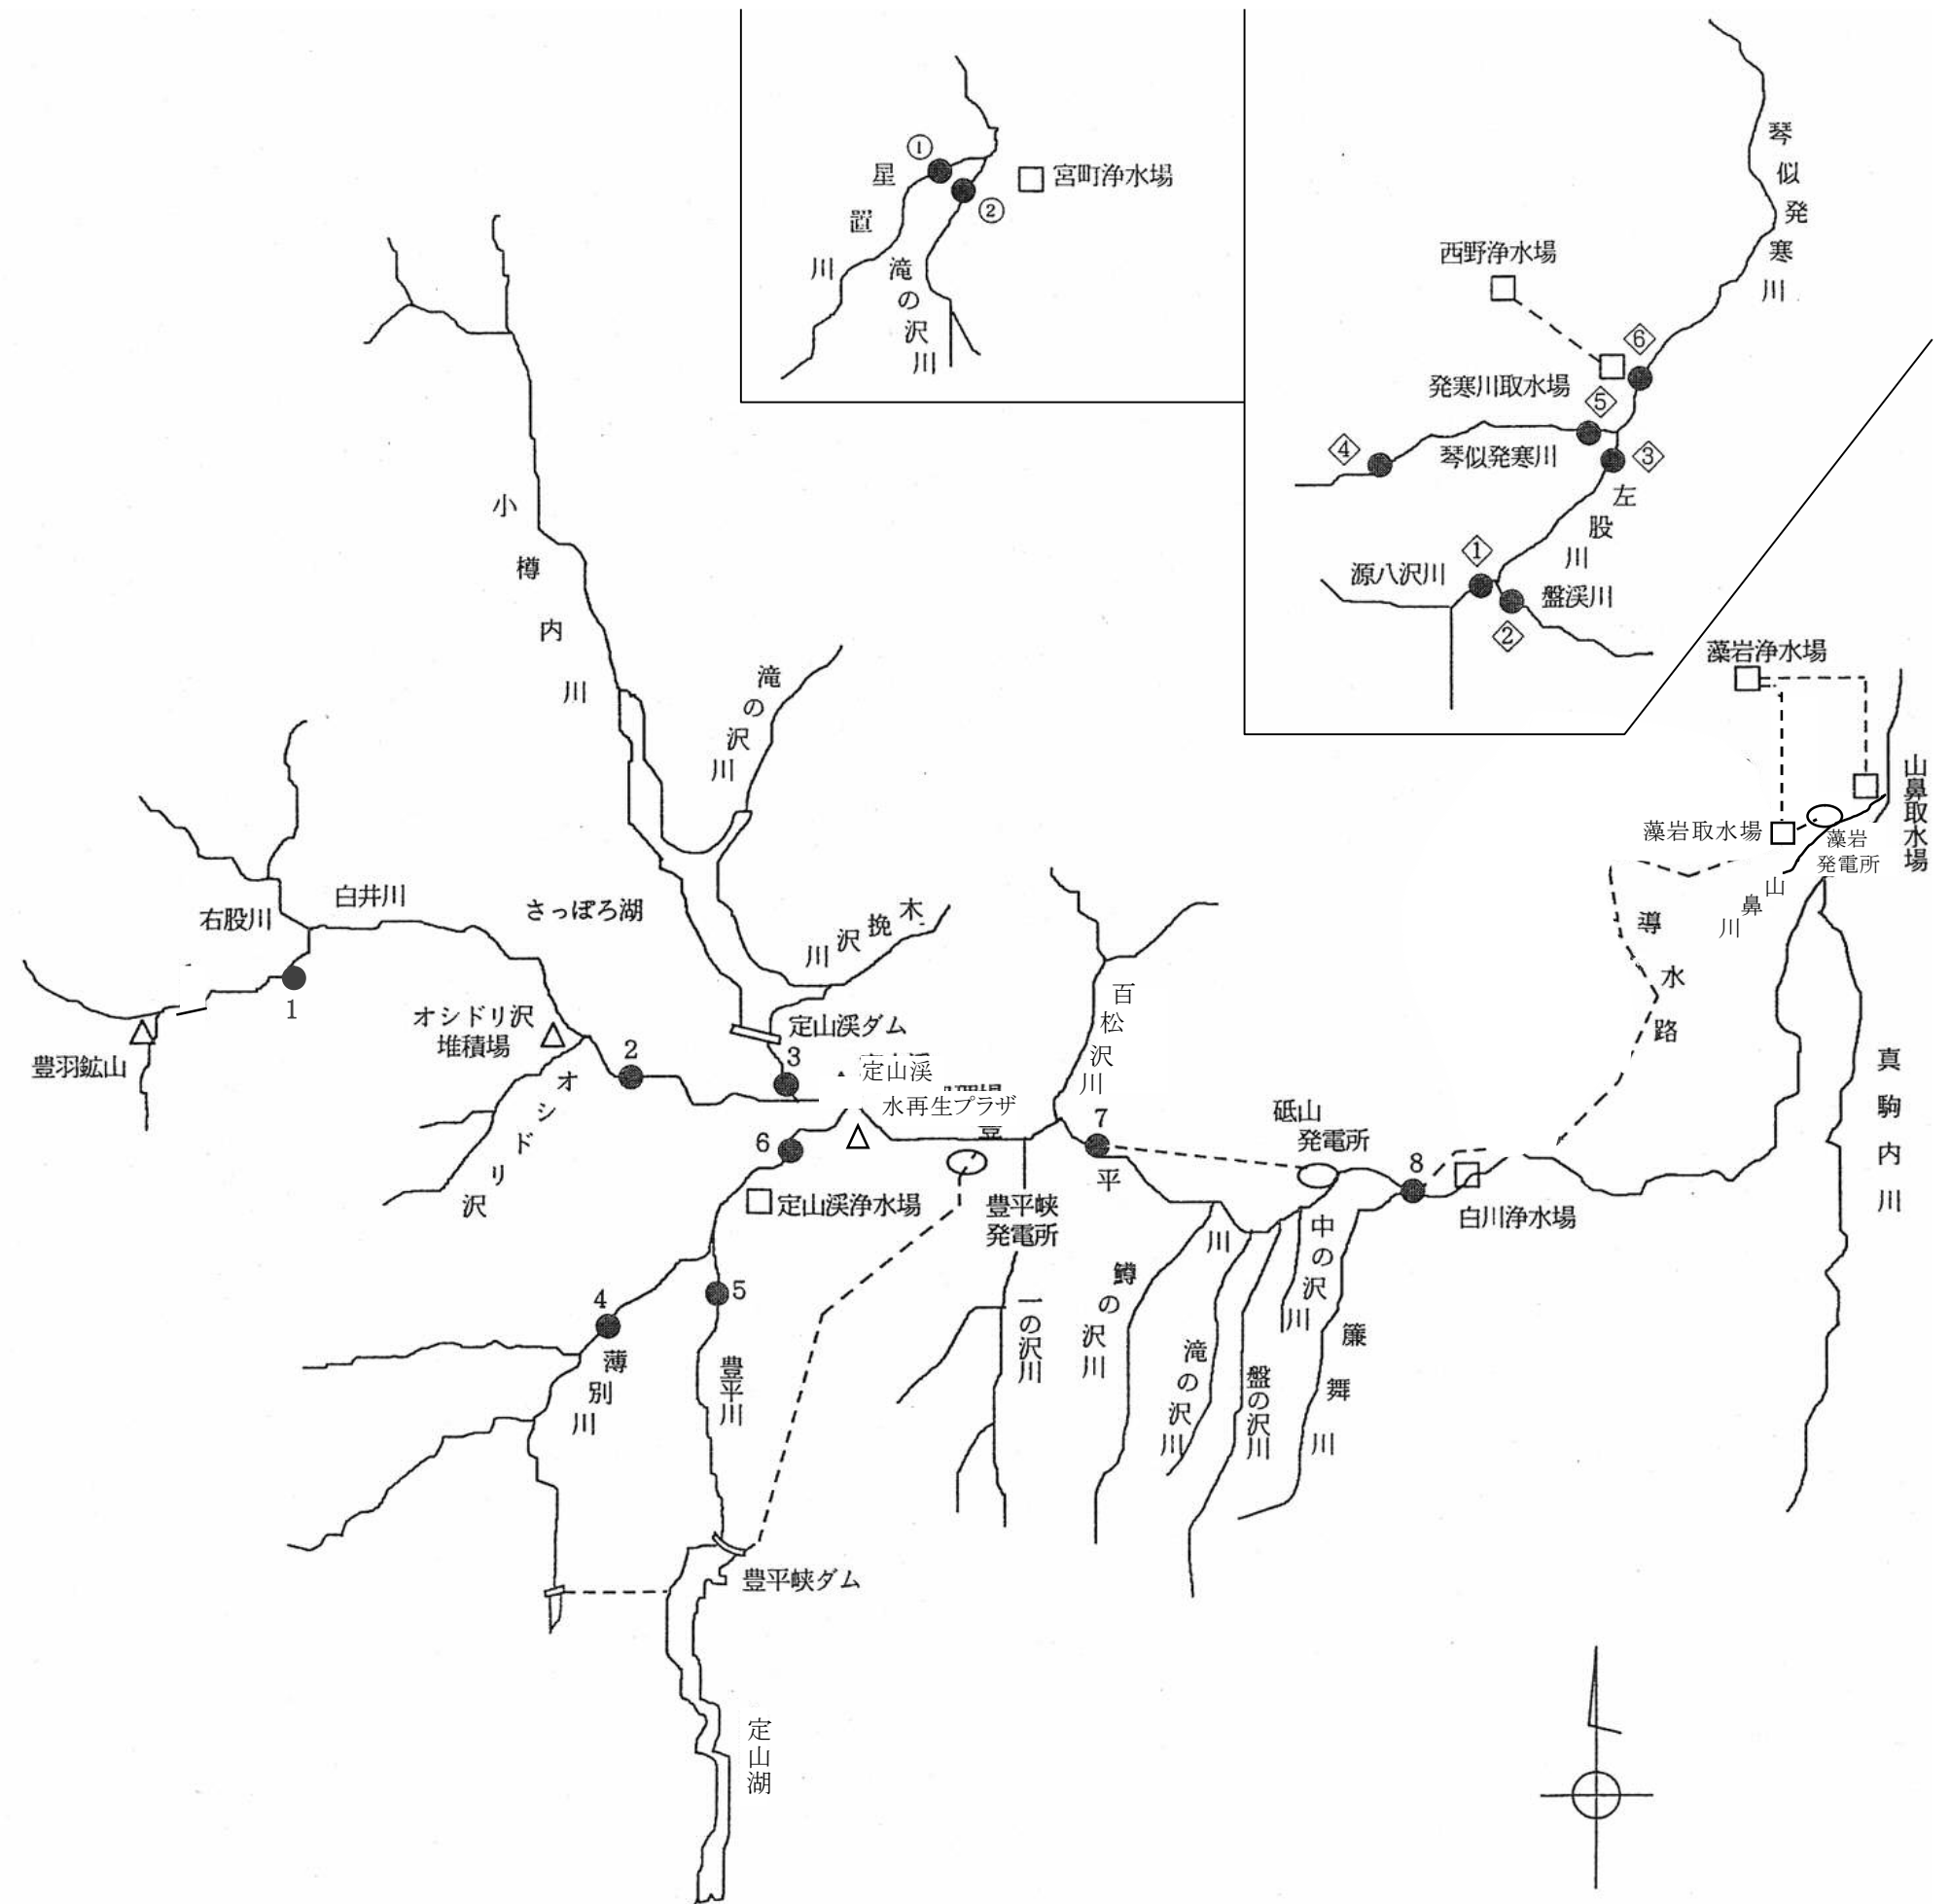 ①
星置川
②
滝の沢川
宮町浄水場
琴似発寒川
西野浄水場
⑥
発寒川取水場
⑤
④
琴似発寒川
③
左股川
①
源八沢川
盤渓川
②
藻岩浄水場
山鼻取水場
藻岩取水場
藻岩
発電所
山鼻川
導水路
真駒内川
小樽内川
滝の沢川
さっぽろ湖
木挽沢川
定山渓ダム
3
白井川
右股川
1
豊羽鉱山
オシドリ沢
堆積場
2
オシドリ沢
定山渓
水再生プラザ
百松沢川
7
砥山
発電所
8
白川浄水場
6
定山渓浄水場
豊平峡
発電所
平
川
5
4
薄別川
豊平川
一の沢川
鱒の沢川
滝の沢川
盤の沢川
中の沢川
簾舞川
豊平峡ダム
定山湖